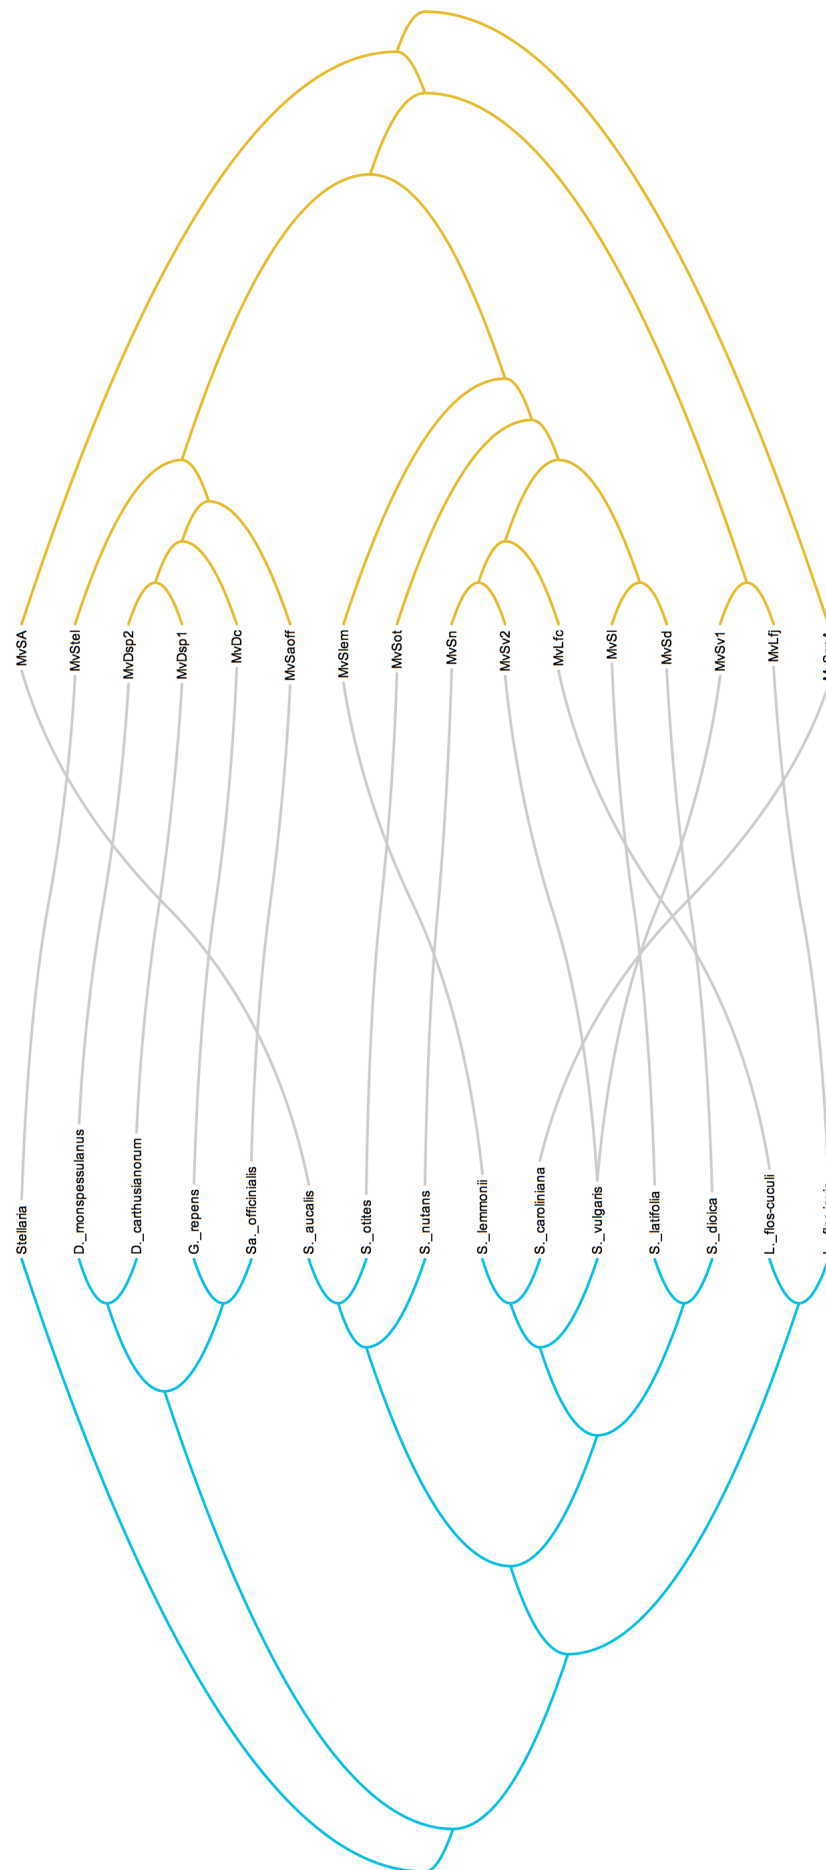 MvSA
MvStel
MvDsp2
MvDsp1
MvDc
MvSaoff
MvSlem
MvSot
MvSn
MvSv2
MvLfc
MvSl
MvSd
MvSv1
MvLfj
Stellaria
D._monspessulanus
D._carthusianorum
G._repens
Sa._officinialis
S._aucalis
S._otites
S._nutans
S._lemmonii
S._caroliniana
S._vulgaris
S._latifolia
S._dioica
L._flos-cuculi